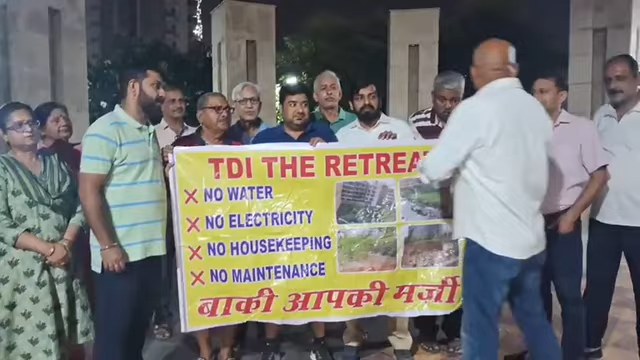 TDI THE RETREA
× NO WATER
× NO ELECTRICITY
× NO HOUSEKEEPING
× NO MAINTENANCE
बाकी आपकी मर्ज़ी